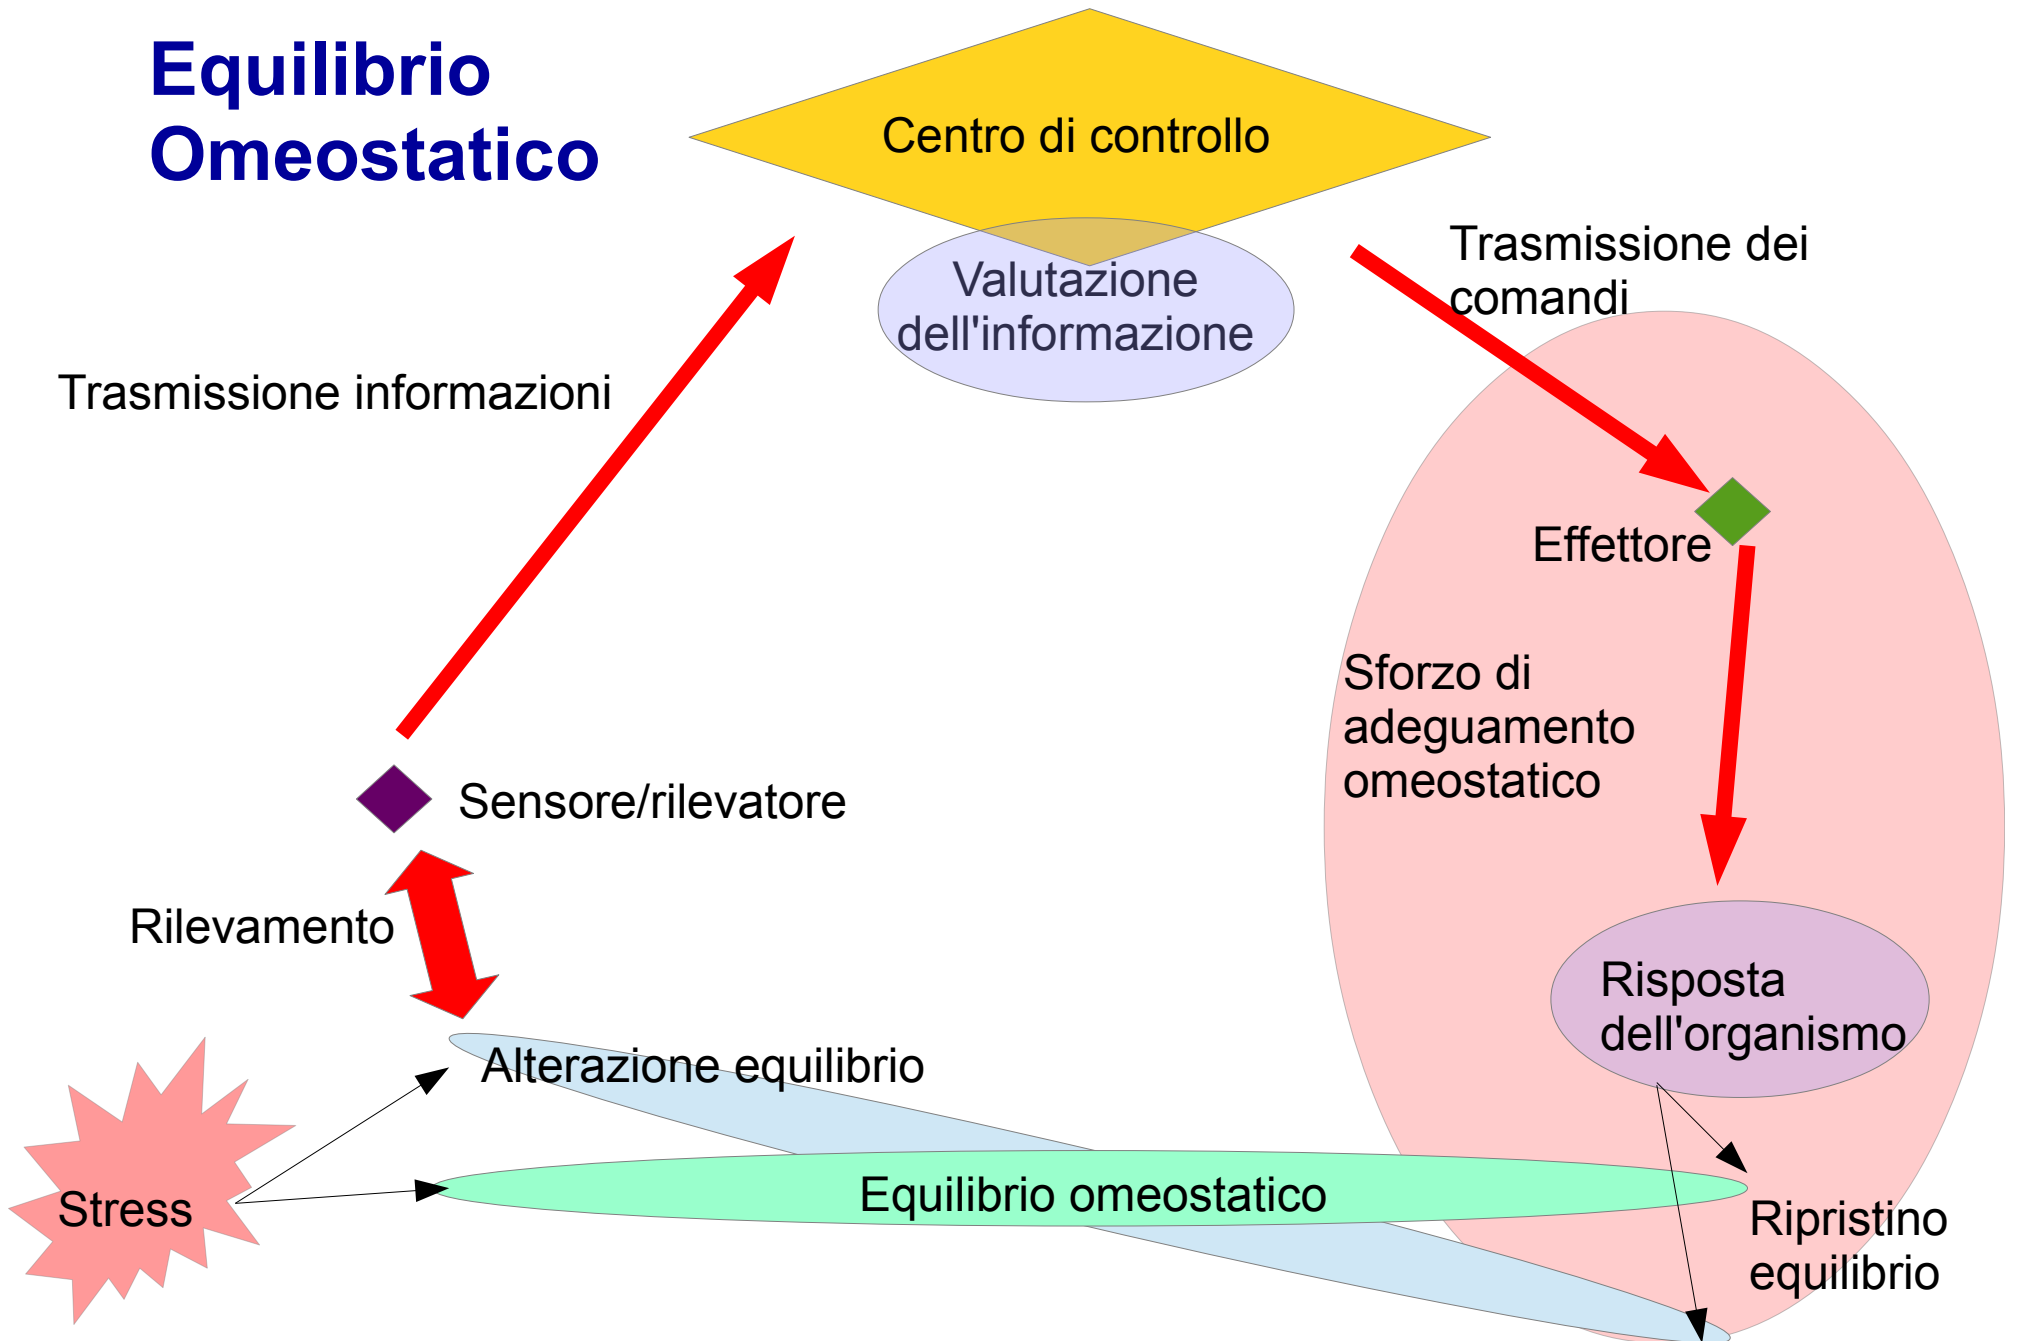 Equilibrio
Omeostatico
Centro di controllo
Valutazione
dell'informazione
Trasmissione dei
comandi
Trasmissione informazioni
Effettore
Sforzo di
adeguamento
omeostatico
Sensore/rilevatore
Rilevamento
Risposta
dell'organismo
Alterazione equilibrio
Stress
Equilibrio omeostatico
Ripristino
equilibrio